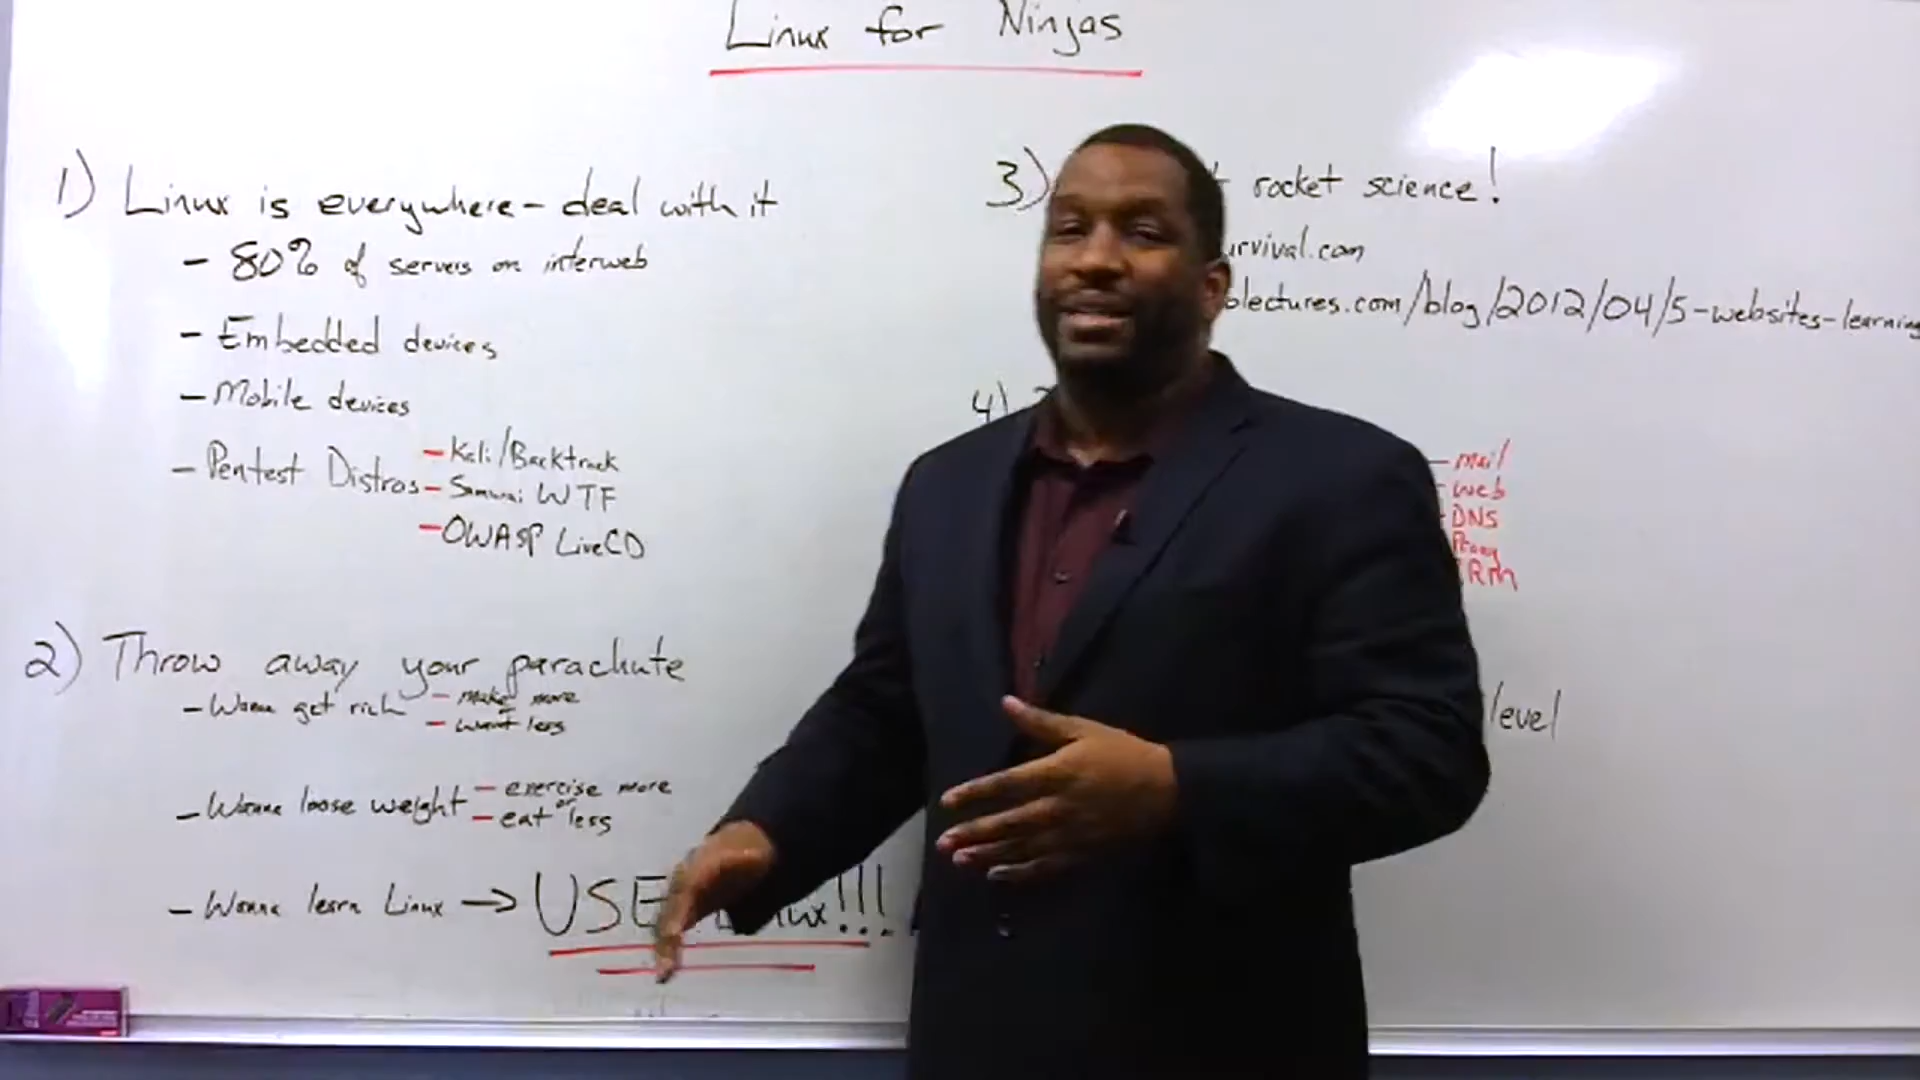 Linux for Ninjas
1) Linux is everywhere - deal with it
- 80% of servers on interweb
- Embedded devices
- Mobile devices
- Pentest Distros
- Kali/Backtrack
- Samurai WTF
- OWASP LiveCD
2) Throw away your parachute
- Wanna get rich
- make more
or
- want less
- Wanna loose weight
- exercise more
or
- eat less
- Wanna learn Linux → USE Linux!!!
3) rocket science!
urvival.com
olectures.com/blog/2012/04/5-websites-learning
4)
- Mail
- Web
- DNS
Proxy
level